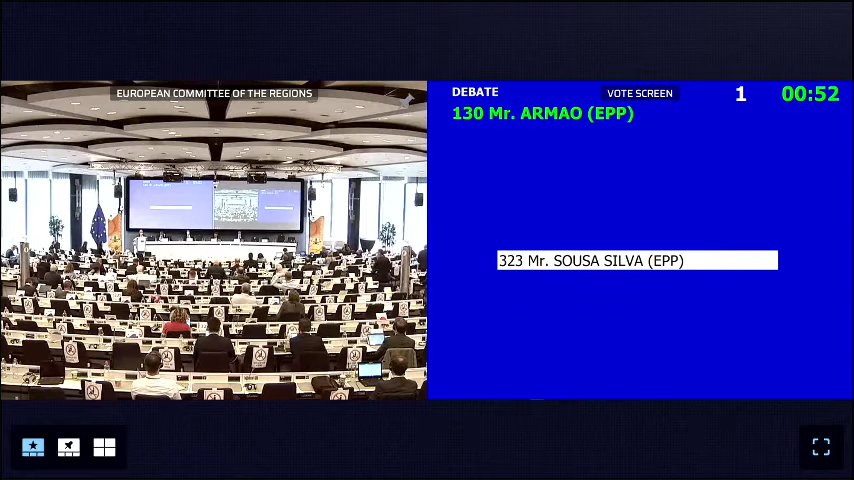 EUROPEAN COMMITTEE OF THE REGIONS
DEBATE
VOTE SCREEN
1
00:52
130 Mr. ARMAO (EPP)
323 Mr. SOUSA SILVA (EPP)